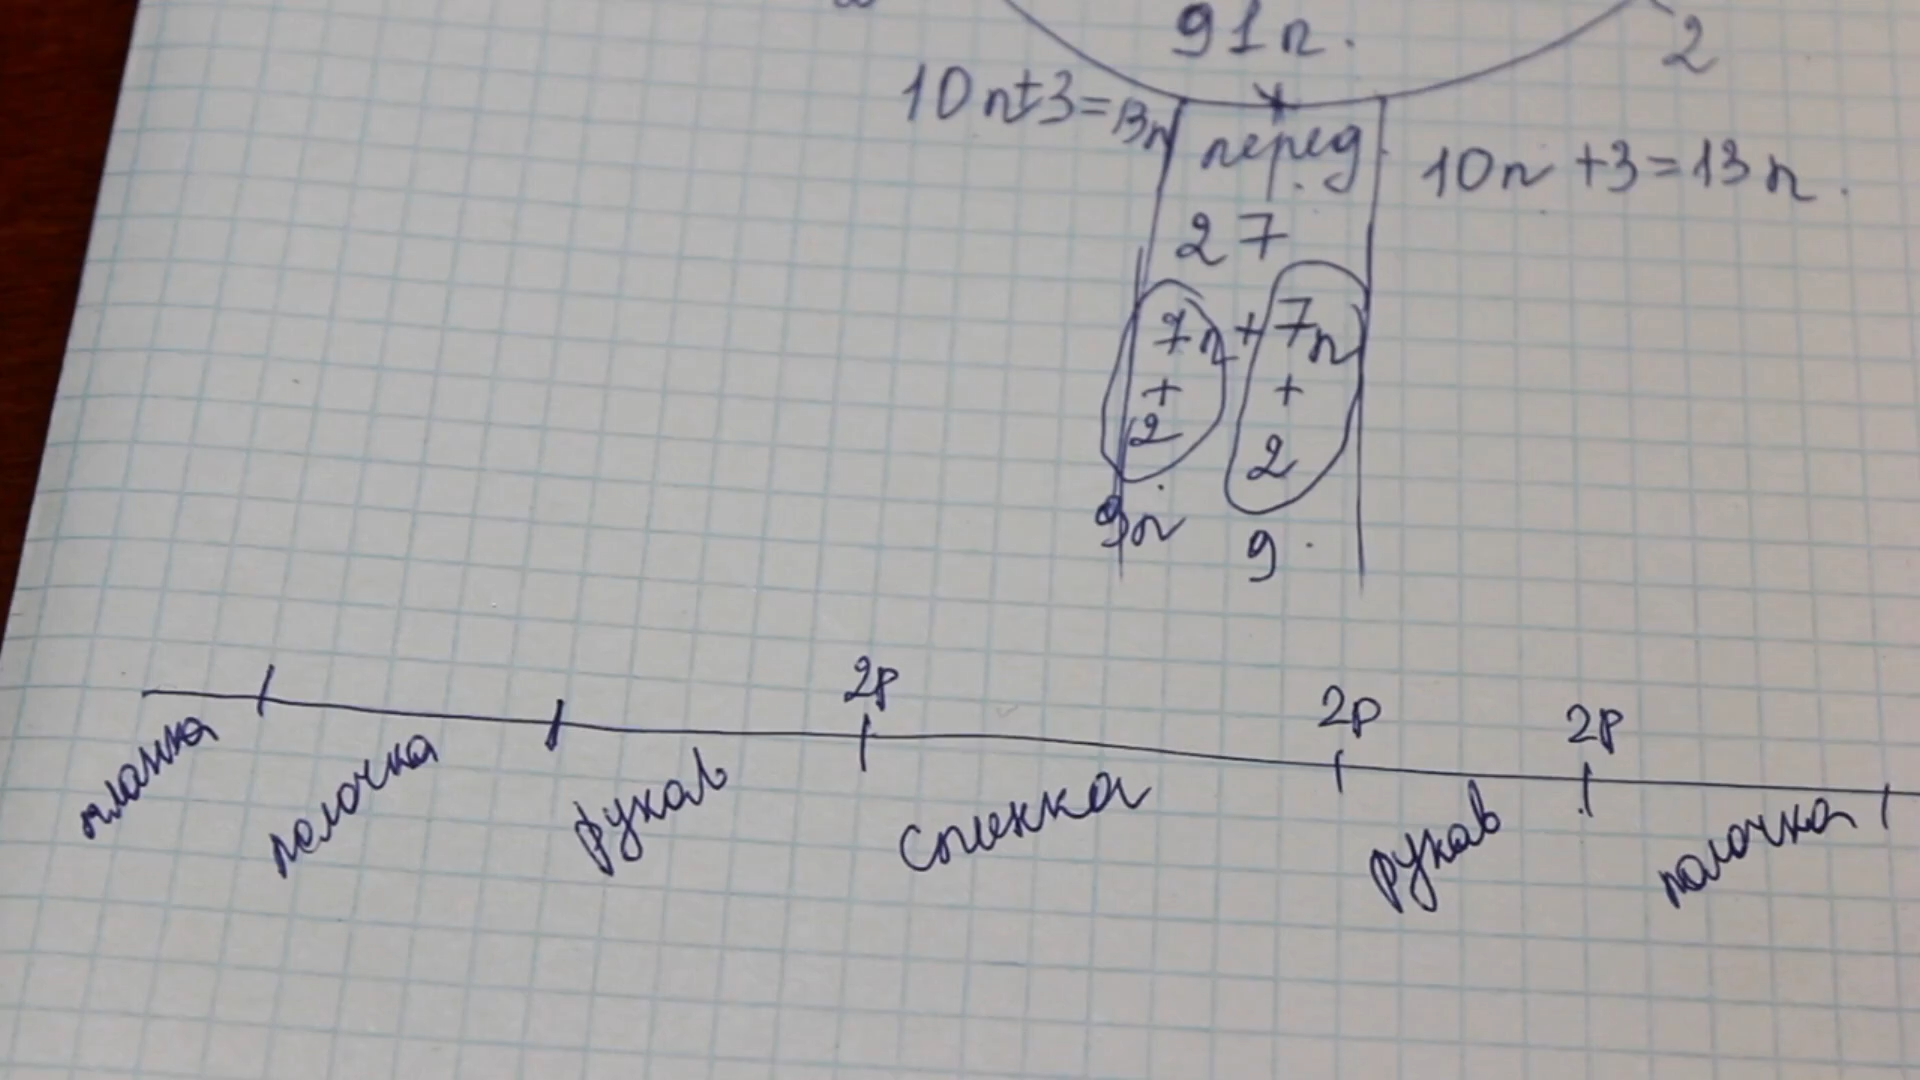 91п.
2
10п+3=13п
перед
10п+3=13п.
27
7п+7п
+ +
2 2
9п 9.
2р 2р 2р
планка полочка рукав спинка рукав полочка